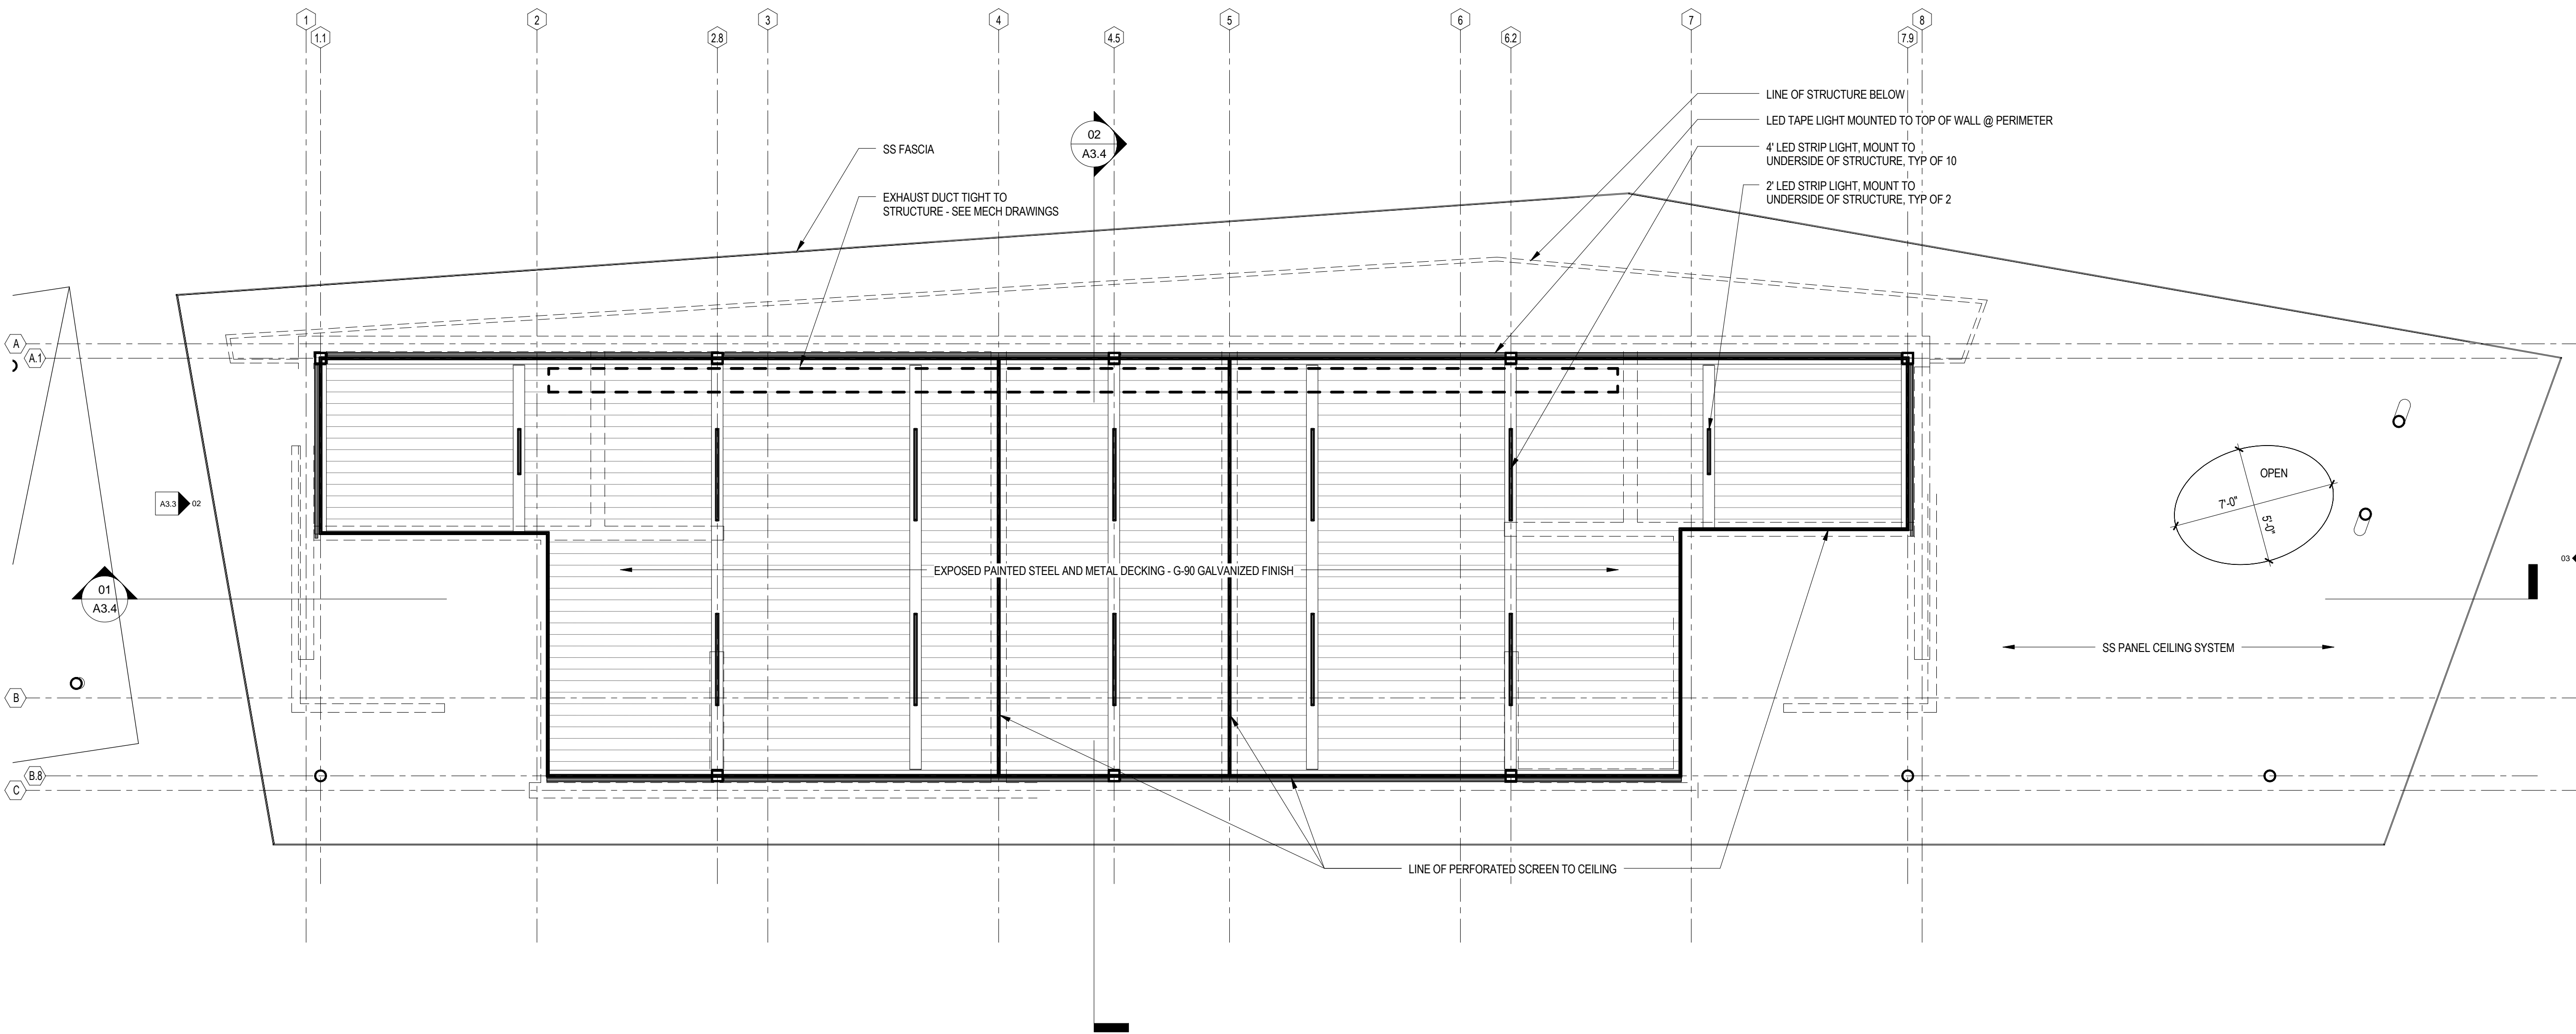 1
2
3
4
5
6
7
8
1.1
2.8
4.5
6.2
7.9
LINE OF STRUCTURE BELOW
LED TAPE LIGHT MOUNTED TO TOP OF WALL @ PERIMETER
4' LED STRIP LIGHT, MOUNT TO
UNDERSIDE OF STRUCTURE, TYP OF 10
2' LED STRIP LIGHT, MOUNT TO
UNDERSIDE OF STRUCTURE, TYP OF 2
02
A3.4
SS FASCIA
EXHAUST DUCT TIGHT TO
STRUCTURE - SEE MECH DRAWINGS
A
A.1
OPEN
7'-0"
5'-0"
A3.3
02
03
EXPOSED PAINTED STEEL AND METAL DECKING - G-90 GALVANIZED FINISH
01
A3.4
SS PANEL CEILING SYSTEM
B
B.8
C
LINE OF PERFORATED SCREEN TO CEILING